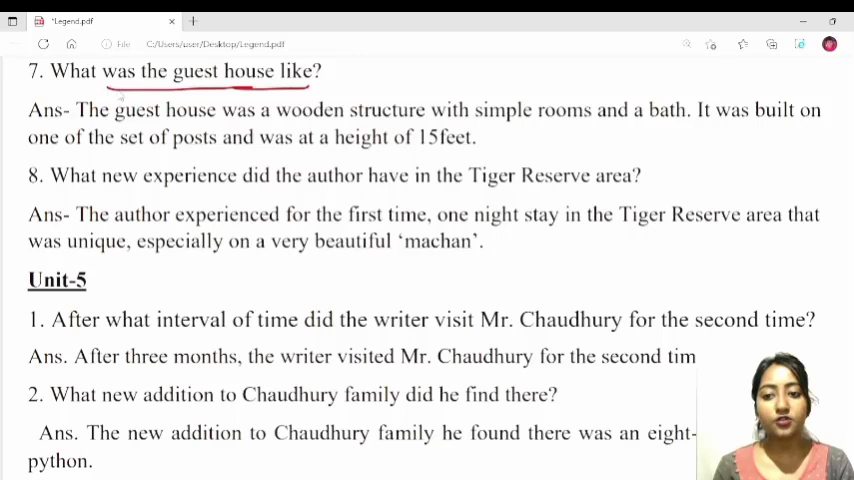 *Legend.pdf
File C:/Users/user/Desktop/Legend.pdf
7. What was the guest house like?
Ans- The guest house was a wooden structure with simple rooms and a bath. It was built on
one of the set of posts and was at a height of 15feet.
8. What new experience did the author have in the Tiger Reserve area?
Ans- The author experienced for the first time, one night stay in the Tiger Reserve area that
was unique, especially on a very beautiful ‘machan’.
Unit-5
1. After what interval of time did the writer visit Mr. Chaudhury for the second time?
Ans. After three months, the writer visited Mr. Chaudhury for the second tim
2. What new addition to Chaudhury family did he find there?
Ans. The new addition to Chaudhury family he found there was an eight-
python.